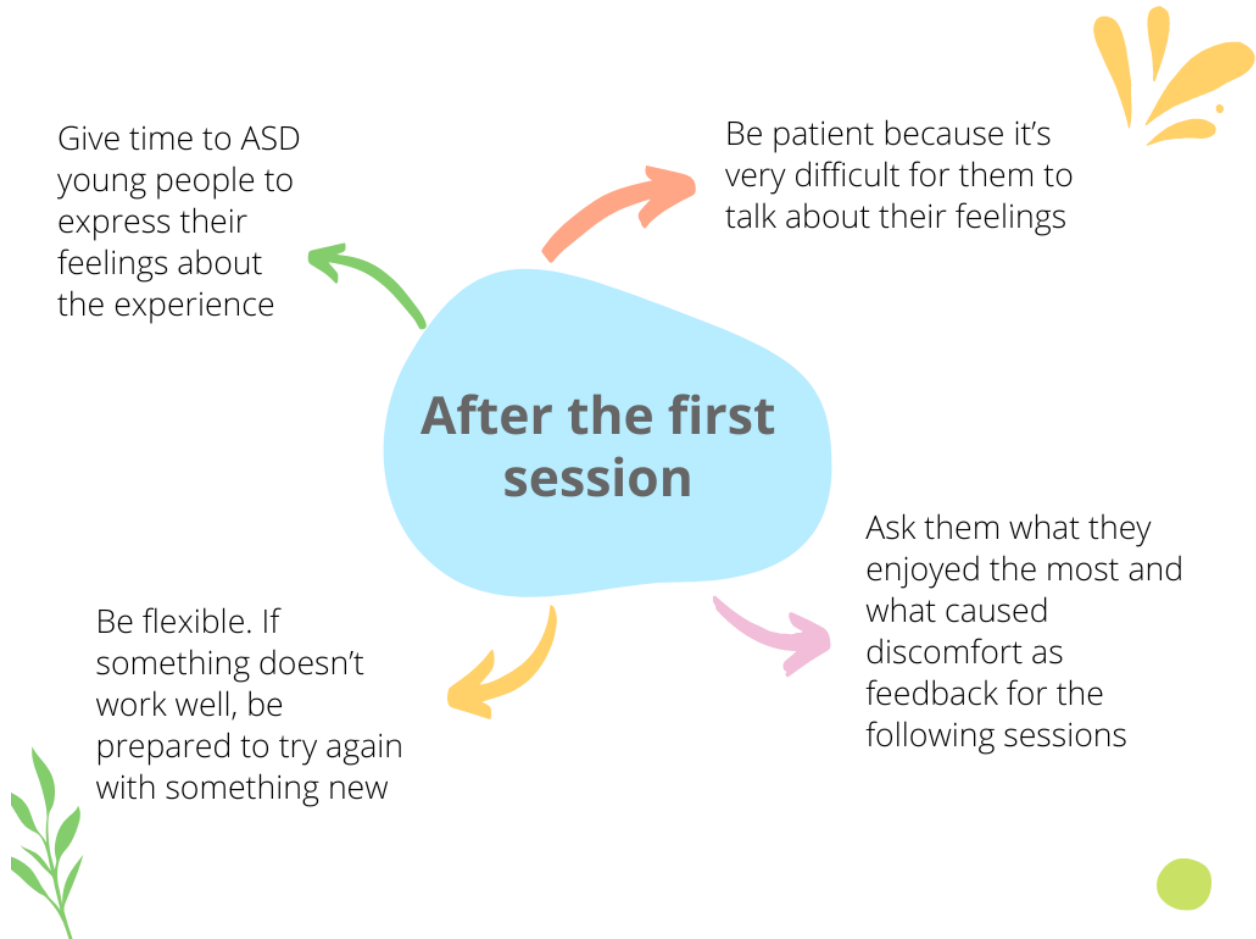 Give time to ASD
young people to
express their
feelings about
the experience
Be patient because it's
very difficult for them to
talk about their feelings
After the first
session
Be flexible. If
something doesn't
work well, be
prepared to try again
with something new
Ask them what they
enjoyed the most and
what caused
discomfort as
feedback for the
following sessions